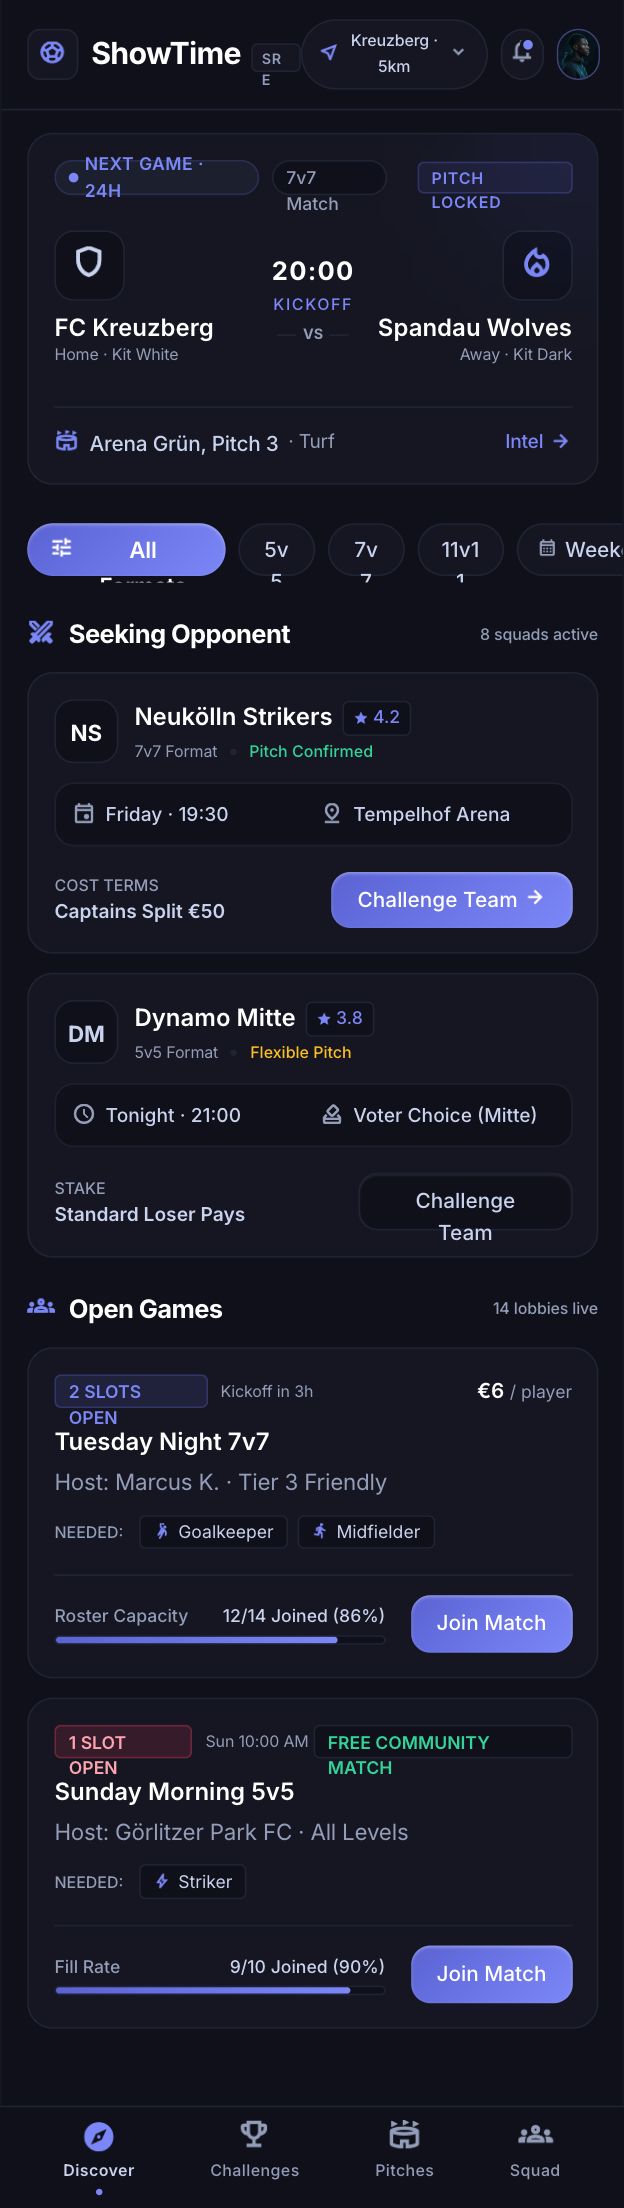 ShowTime
SR
E
Kreuzberg ·
5km
NEXT GAME ·
24H
7v7
Match
PITCH
LOCKED
20:00
KICKOFF
VS
FC Kreuzberg
Home · Kit White
Spandau Wolves
Away · Kit Dark
Arena Grün, Pitch 3 · Turf
Intel
All
5v
5
7v
7
11v1
1
Seeking Opponent
8 squads active
NS
Neukölln Strikers
4.2
7v7 Format
Pitch Confirmed
Friday · 19:30
Tempelhof Arena
COST TERMS
Captains Split €50
Challenge Team
DM
Dynamo Mitte
3.8
5v5 Format
Flexible Pitch
Tonight · 21:00
Voter Choice (Mitte)
STAKE
Standard Loser Pays
Challenge
Team
Open Games
14 lobbies live
2 SLOTS
OPEN
Kickoff in 3h
€6 / player
Tuesday Night 7v7
Host: Marcus K. · Tier 3 Friendly
NEEDED:
Goalkeeper
Midfielder
Roster Capacity
12/14 Joined (86%)
Join Match
1 SLOT
OPEN
Sun 10:00 AM
FREE COMMUNITY
MATCH
Sunday Morning 5v5
Host: Görlitzer Park FC · All Levels
NEEDED:
Striker
Fill Rate
9/10 Joined (90%)
Join Match
Discover
Challenges
Pitches
Squad